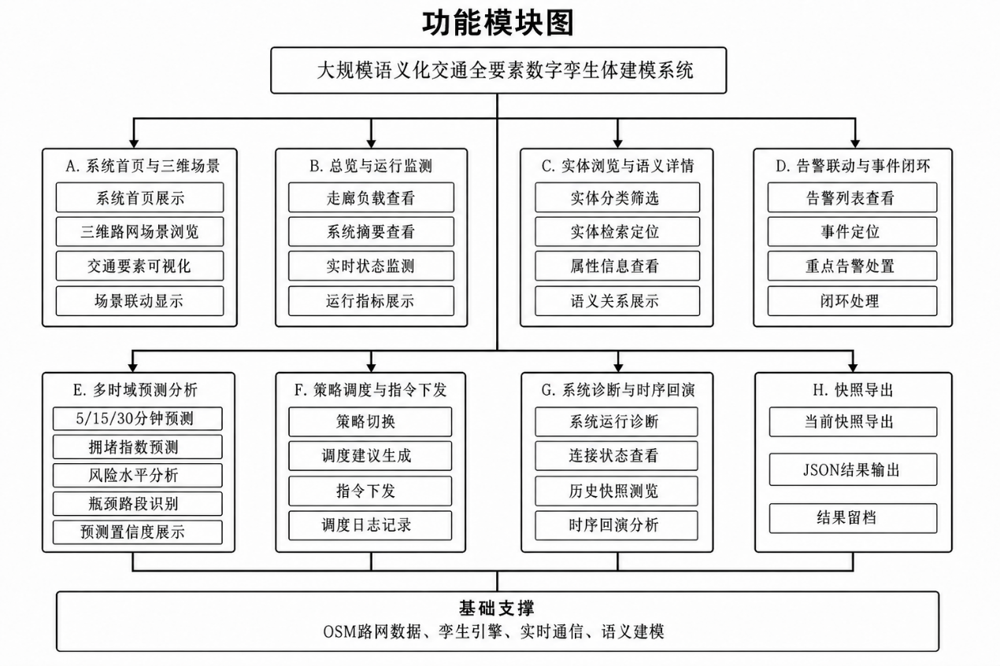 功能模块图
大规模语义化交通全要素数字孪生体建模系统
A. 系统首页与三维场景
系统首页展示
三维路网场景浏览
交通要素可视化
场景联动显示
B. 总览与运行监测
走廊负载查看
系统摘要查看
实时状态监测
运行指标展示
C. 实体浏览与语义详情
实体分类筛选
实体检索定位
属性信息查看
语义关系展示
D. 告警联动与事件闭环
告警列表查看
事件定位
重点告警处置
闭环处理
E. 多时域预测分析
5/15/30分钟预测
拥堵指数预测
风险水平分析
瓶颈路段识别
预测置信度展示
F. 策略调度与指令下发
策略切换
调度建议生成
指令下发
调度日志记录
G. 系统诊断与时序回演
系统运行诊断
连接状态查看
历史快照测览
时序回演分析
H. 快照导出
当前快照导出
JSON结果输出
结果留档
基础支撑
OSM路网数据、孪生引擎、实时通信、语义建模